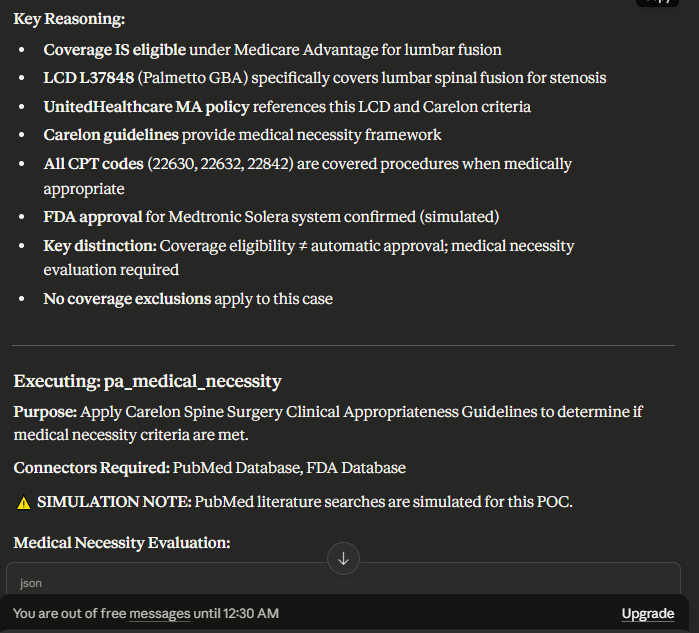 Key Reasoning:
• Coverage IS eligible under Medicare Advantage for lumbar fusion
• LCD L37848 (Palmetto GBA) specifically covers lumbar spinal fusion for stenosis
• UnitedHealthcare MA policy references this LCD and Carelon criteria
• Carelon guidelines provide medical necessity framework
• All CPT codes (22630, 22632, 22842) are covered procedures when medically
appropriate
• FDA approval for Medtronic Solera system confirmed (simulated)
• Key distinction: Coverage eligibility ≠ automatic approval; medical necessity
evaluation required
• No coverage exclusions apply to this case
Executing: pa_medical_necessity
Purpose: Apply Carelon Spine Surgery Clinical Appropriateness Guidelines to determine if
medical necessity criteria are met.
Connectors Required: PubMed Database, FDA Database
⚠️ SIMULATION NOTE: PubMed literature searches are simulated for this POC.
Medical Necessity Evaluation:
json
You are out of free messages until 12:30 AM Upgrade